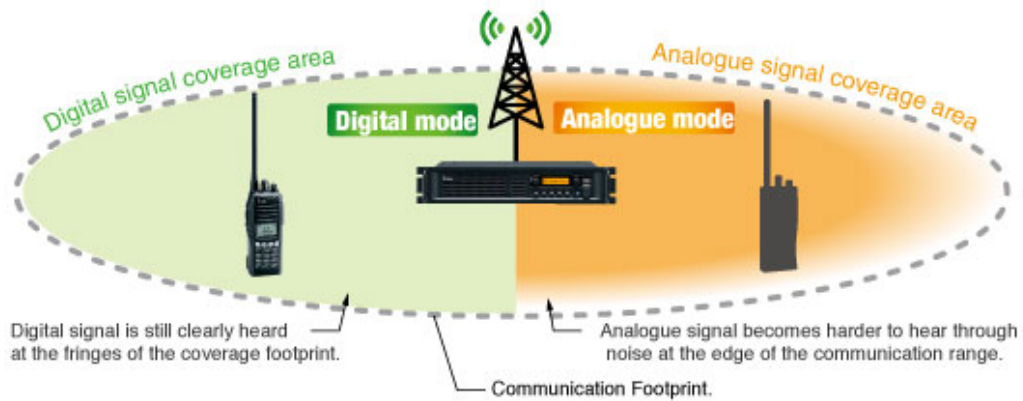 Digital signal coverage area
Analogue signal coverage area
Digital mode
Analogue mode
Digital signal is still clearly heard
at the fringes of the coverage footprint.
Analogue signal becomes harder to hear through
noise at the edge of the communication range.
Communication Footprint.